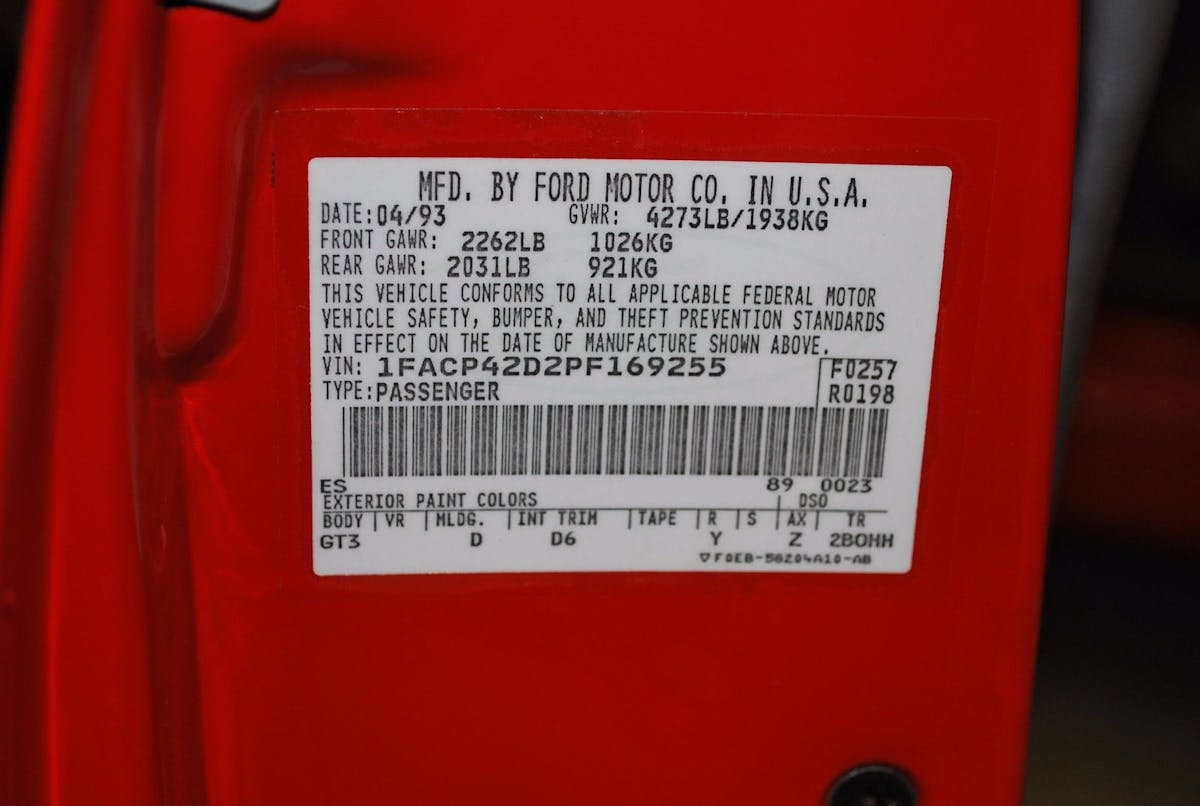 MFD. BY FORD MOTOR CO. IN U.S.A.
DATE: 04/93 GVWR: 4273LB/1938KG
FRONT GAWR: 2262LB 1026KG
REAR GAWR: 2031LB 921KG
THIS VEHICLE CONFORMS TO ALL APPLICABLE FEDERAL MOTOR
VEHICLE SAFETY, BUMPER, AND THEFT PREVENTION STANDARDS
IN EFFECT ON THE DATE OF MANUFACTURE SHOWN ABOVE.
VIN: 1FACP42D2PF169255 F0257
TYPE: PASSENGER R0198
ES 89 0023
EXTERIOR PAINT COLORS DSO
BODY VR MLDG. INT TRIM TAPE R S AX TR
GT3 D D6 Y Z 2BOHH
F0EB-58204A10-AB